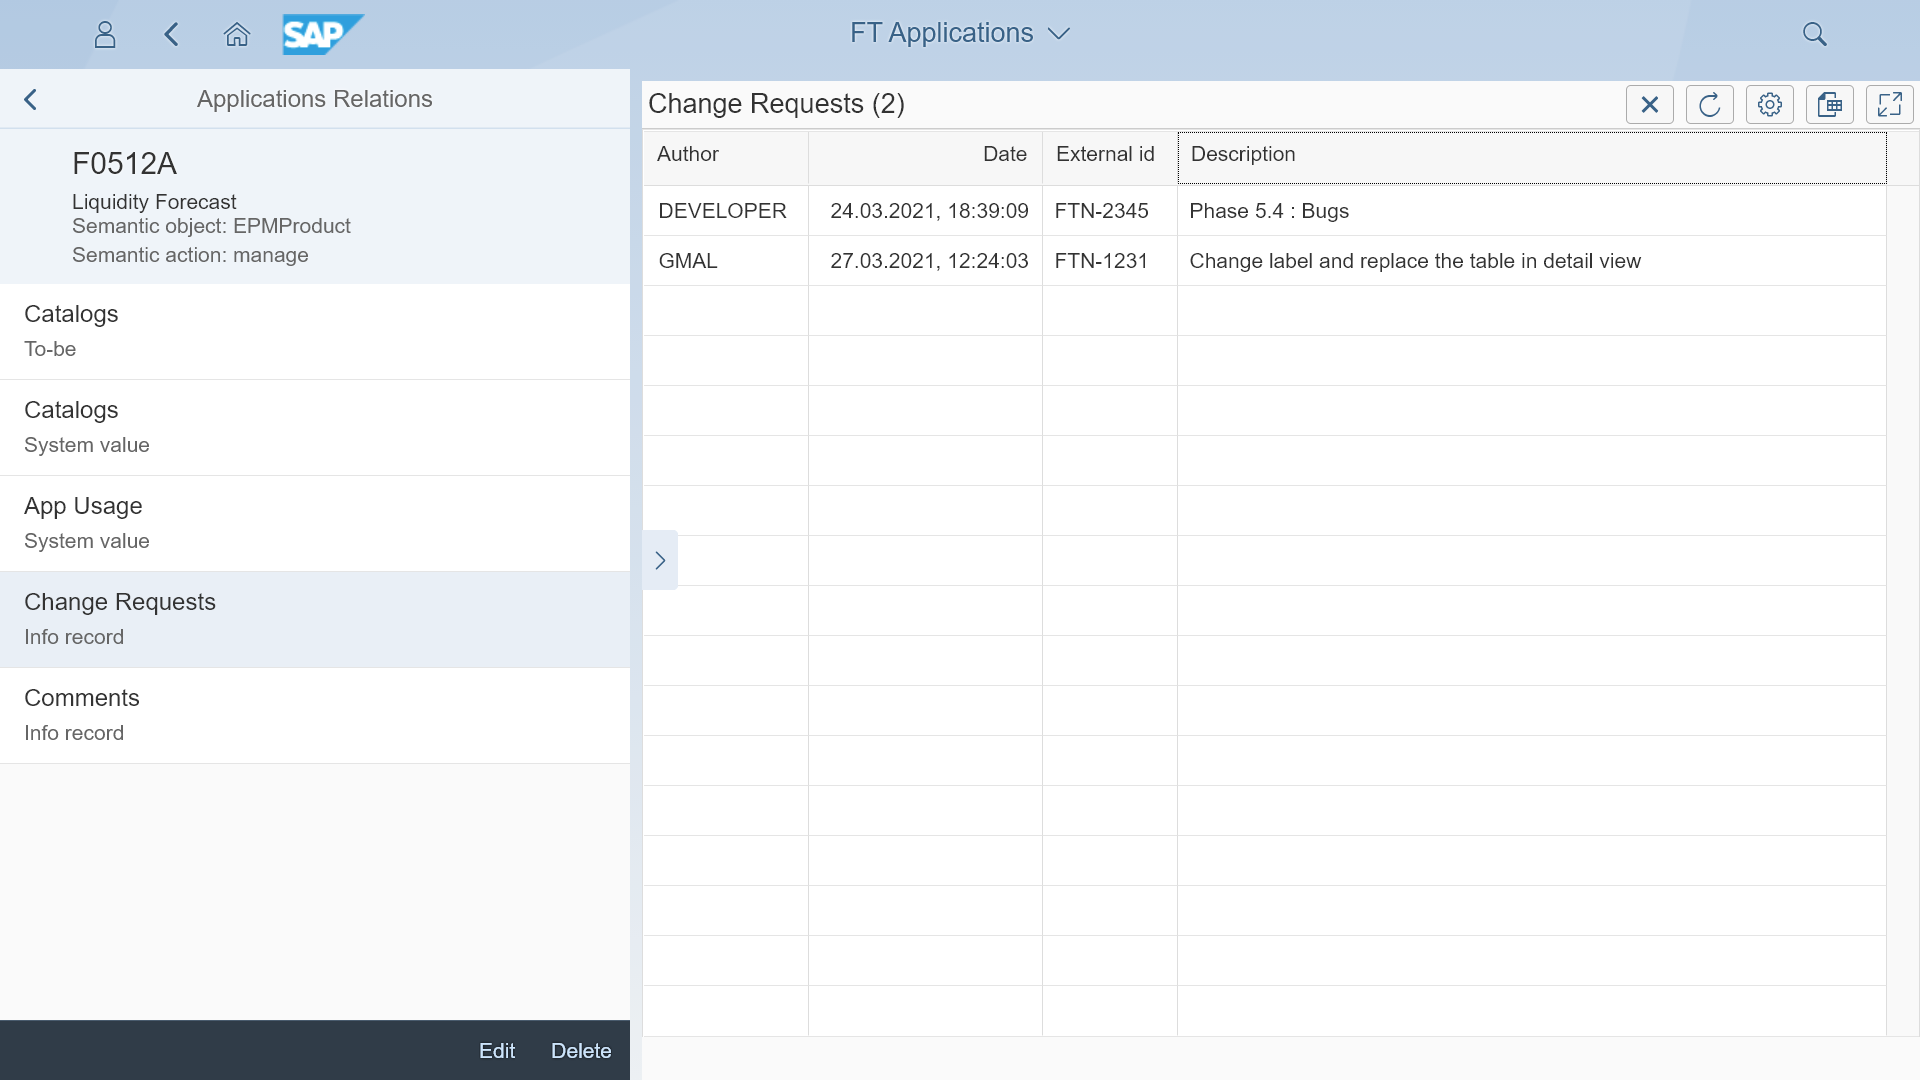 SAP
FT Applications
Applications Relations
F0512A
Liquidity Forecast
Semantic object: EPMProduct
Semantic action: manage
Catalogs
To-be
Catalogs
System value
App Usage
System value
Change Requests
Info record
Comments
Info record
Edit Delete
Change Requests (2)
Author Date External id Description
DEVELOPER 24.03.2021, 18:39:09 FTN-2345 Phase 5.4 : Bugs
GMAL 27.03.2021, 12:24:03 FTN-1231 Change label and replace the table in detail view